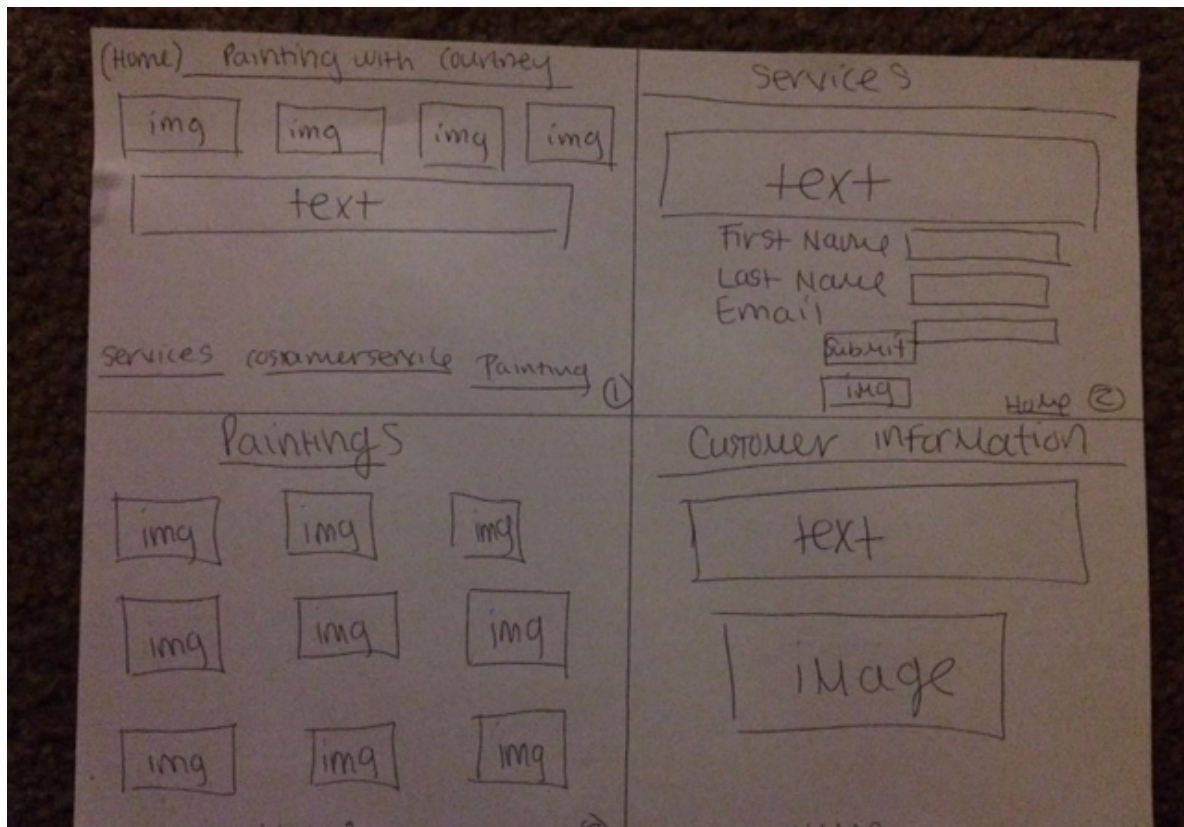 (Home) Painting with Courtney
img img img img
text
services costamerservice Painting ①
Services
text
First Name
Last Name
Email
Submit
img
Home ②
Paintings
img img img
img img img
img img img
Customer information
text
image